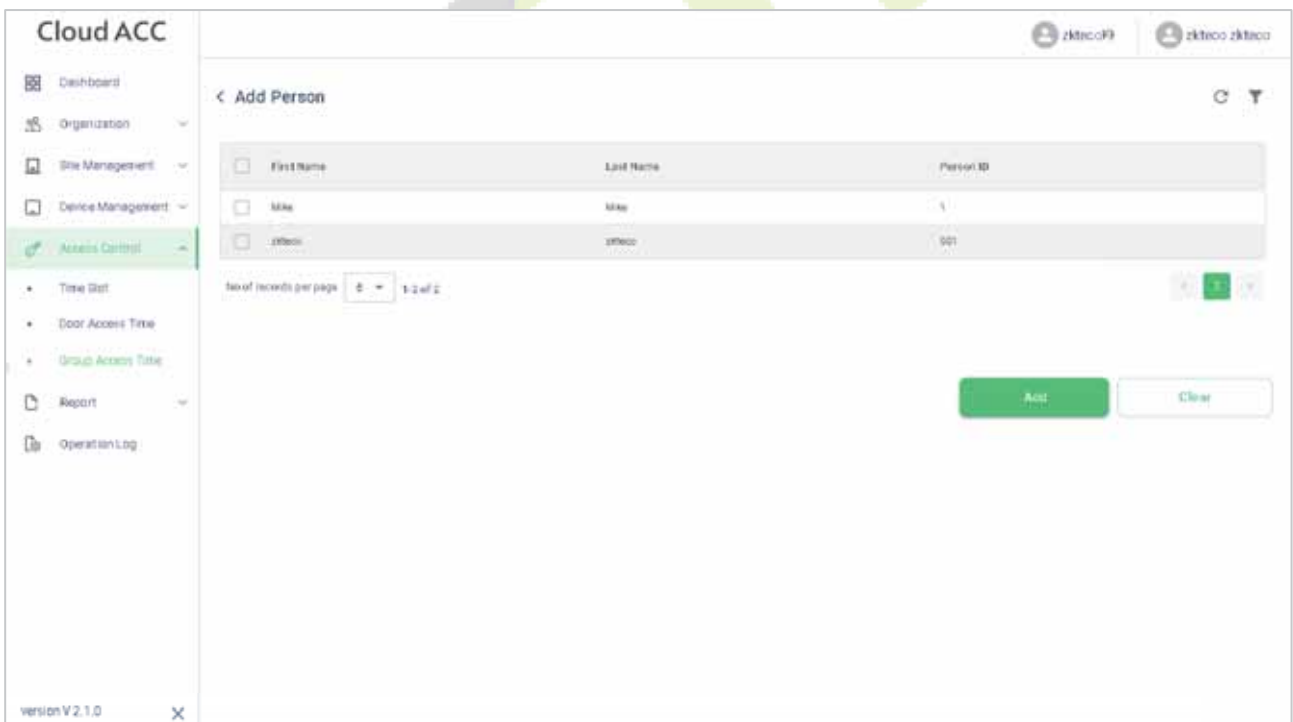 Cloud ACC
zkteco zkteco
Dashboard
< Add Person
Organization
Site Management
First Name Last Name Person ID
Device Management
Mike Mike 1
Access Control
zkteco zkteco 001
Time Slot
No of records per page 1-2 of 2
Door Access Time
Group Access Time
Report
Add Clear
Operation Log
version V 2.1.0